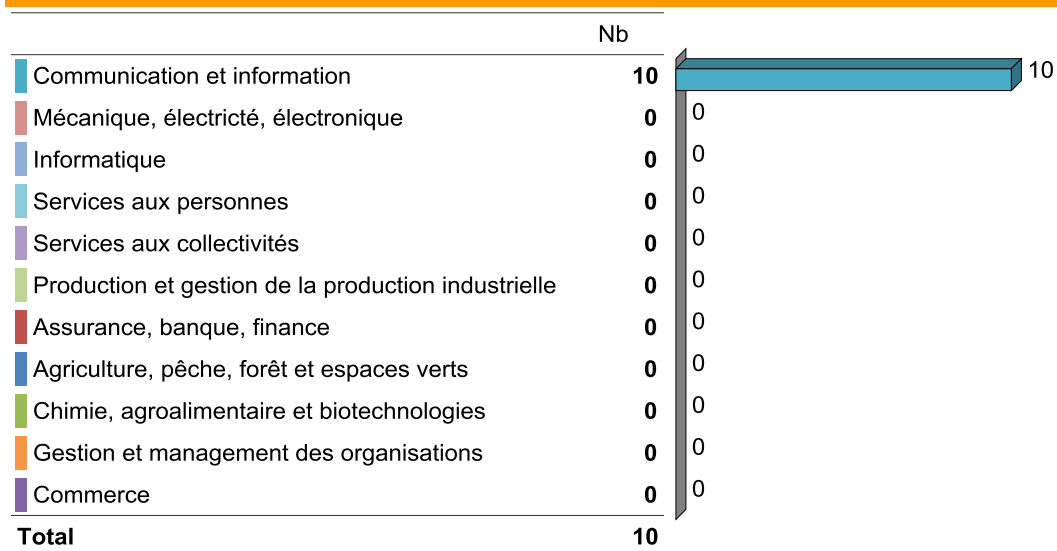 Nb
Communication et information 10 10
Mécanique, électricté, électronique 0 0
Informatique 0 0
Services aux personnes 0 0
Services aux collectivités 0 0
Production et gestion de la production industrielle 0 0
Assurance, banque, finance 0 0
Agriculture, pêche, forêt et espaces verts 0 0
Chimie, agroalimentaire et biotechnologies 0 0
Gestion et management des organisations 0 0
Commerce 0 0
Total 10